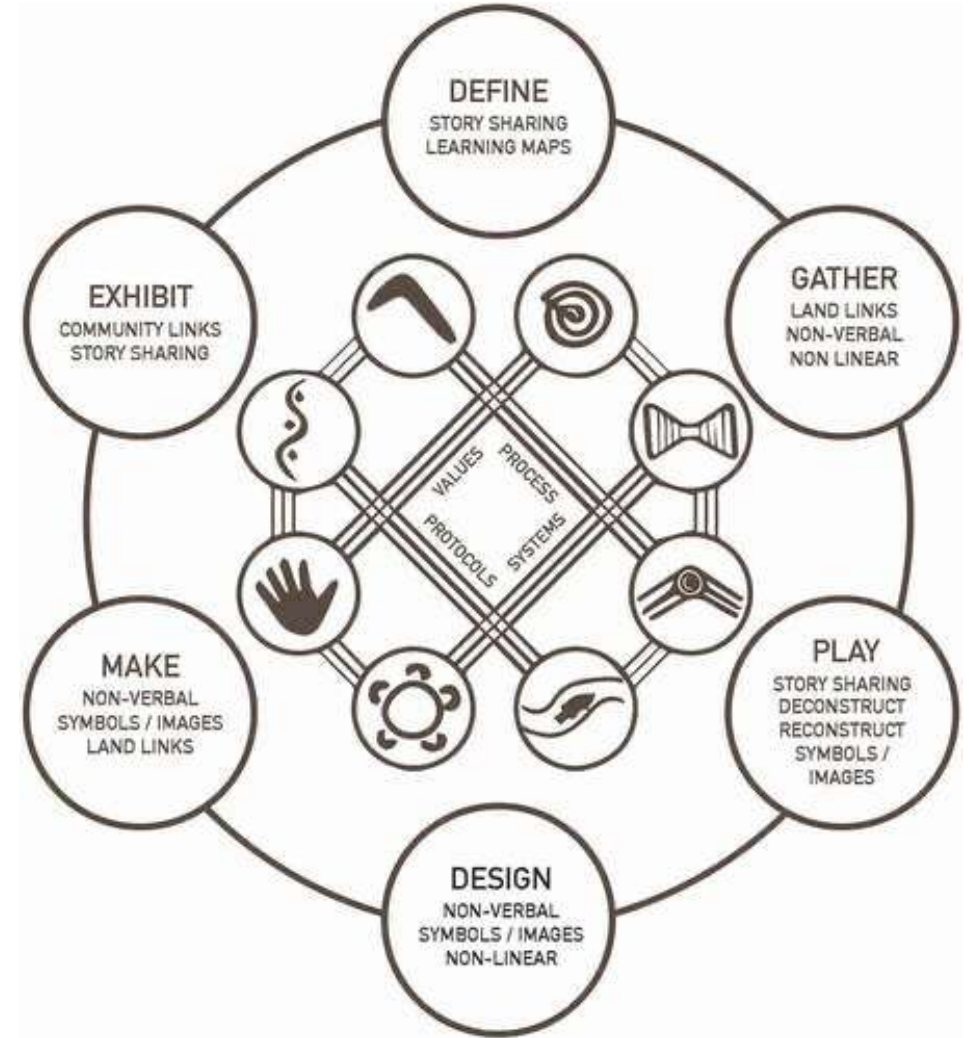 DEFINE
STORY SHARING
LEARNING MAPS
GATHER
LAND LINKS
NON-VERBAL
NON LINEAR
PLAY
STORY SHARING
DECONSTRUCT
RECONSTRUCT
SYMBOLS /
IMAGES
DESIGN
NON-VERBAL
SYMBOLS / IMAGES
NON-LINEAR
MAKE
NON-VERBAL
SYMBOLS / IMAGES
LAND LINKS
EXHIBIT
COMMUNITY LINKS
STORY SHARING
VALUES
PROCESS
PROTOCOLS
SYSTEMS